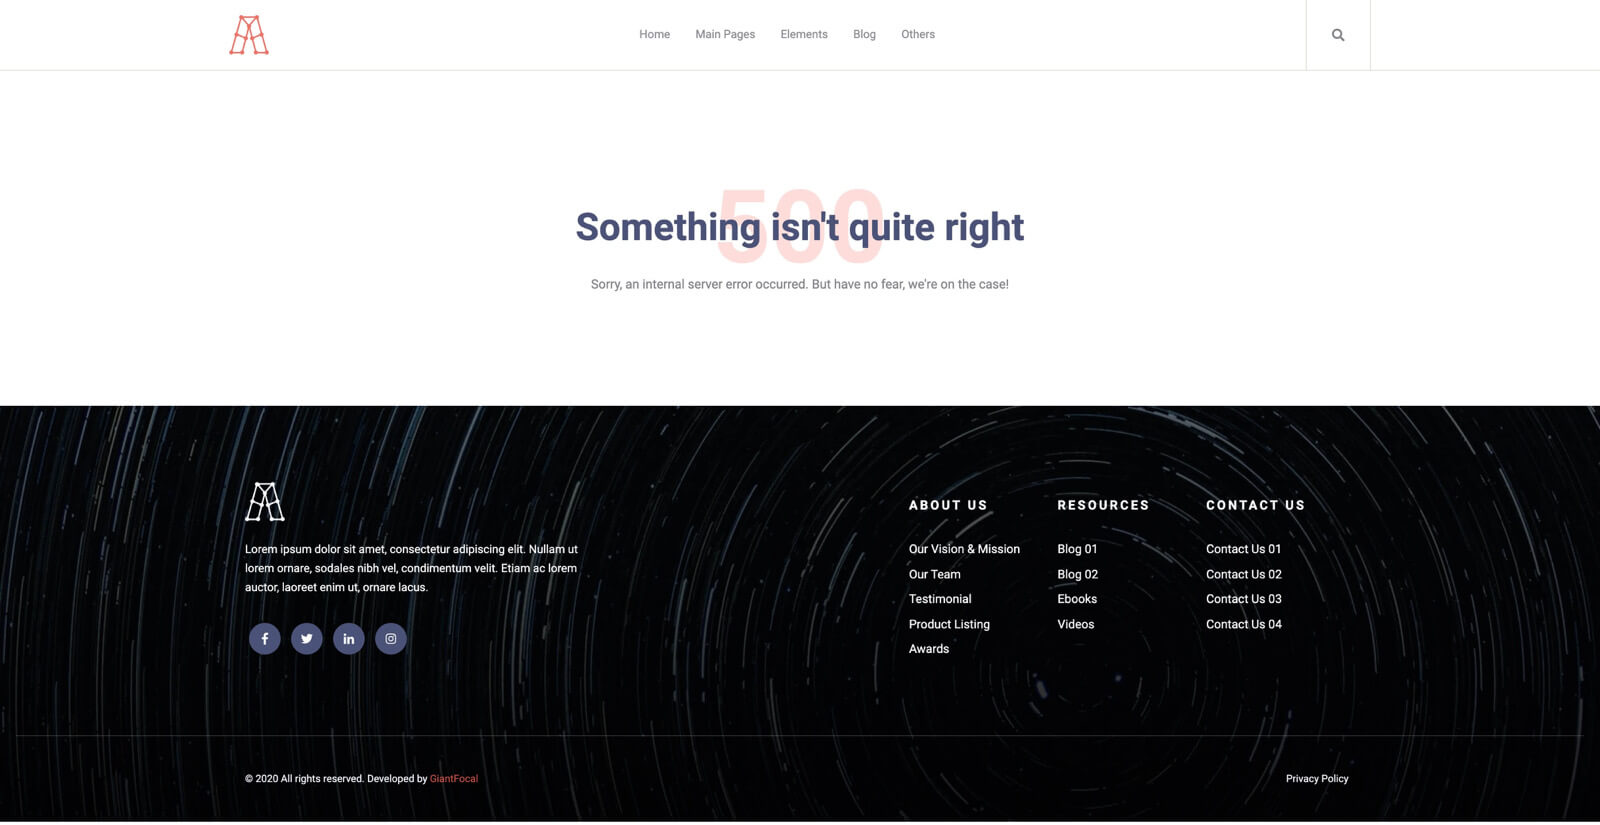 Home Main Pages Elements Blog Others
500
Something isn't quite right
Sorry, an internal server error occurred. But have no fear, we're on the case!
Lorem ipsum dolor sit amet, consectetur adipiscing elit. Nullam ut
lorem ornare, sodales nibh vel, condimentum velit. Etiam ac lorem
auctor, laoreet enim ut, ornare lacus.
ABOUT US
Our Vision & Mission
Our Team
Testimonial
Product Listing
Awards
RESOURCES
Blog 01
Blog 02
Ebooks
Videos
CONTACT US
Contact Us 01
Contact Us 02
Contact Us 03
Contact Us 04
© 2020 All rights reserved. Developed by GiantFocal
Privacy Policy